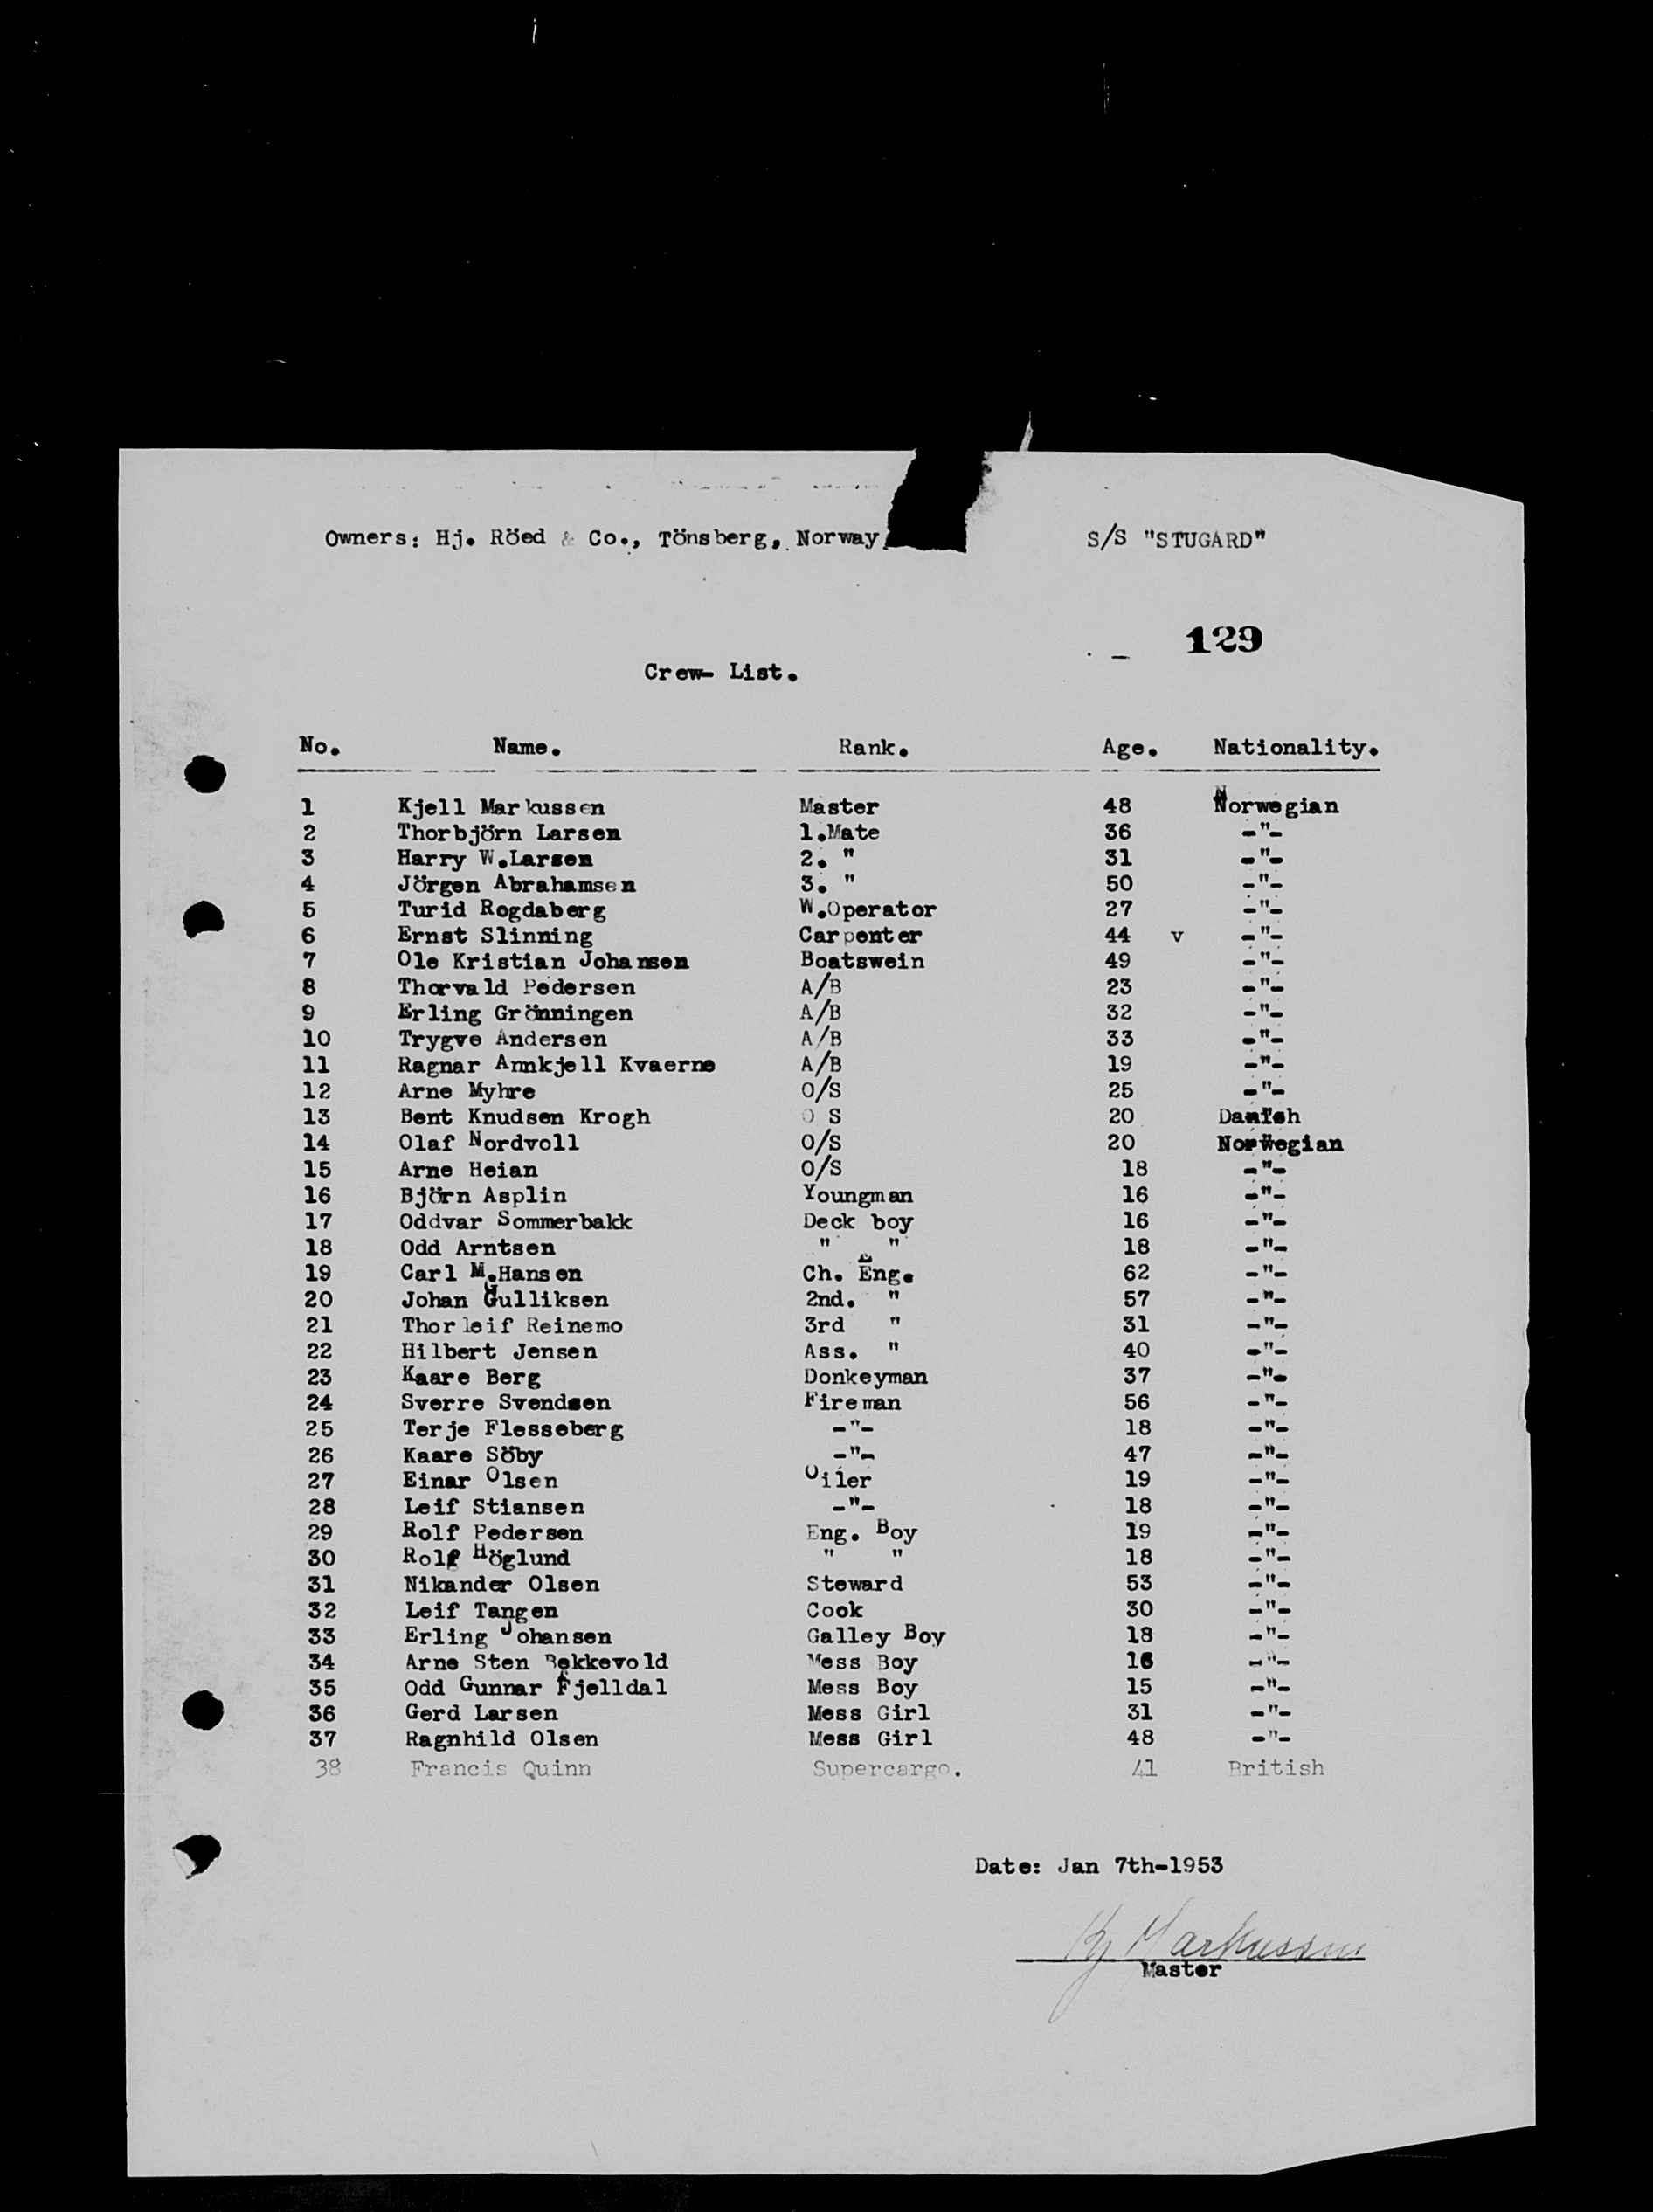 Owners: Hj. Röed & Co., Tönsberg, Norway S/S "STUGARD"
129
Crew- List.
No. Name. Rank. Age. Nationality.
1 Kjell Markussen Master 48 Norwegian
2 Thorbjörn Larsen 1.Mate 36 -"-
3 Harry W.Larsen 2. " 31 -"-
4 Jörgen Abrahamsen 3. " 50 -"-
5 Turid Rogdaberg W.Operator 27 -"-
6 Ernst Slinning Carpenter 44 v -"-
7 Ole Kristian Johansen Boatswein 49 -"-
8 Thorvald Pedersen A/B 23 -"-
9 Erling Grönningen A/B 32 -"-
10 Trygve Andersen A/B 33 -"-
11 Ragnar Annkjell Kvaerne A/B 19 -"-
12 Arne Myhre O/S 25 -"-
13 Bent Knudsen Krogh O S 20 Danish
14 Olaf Nordvoll O/S 20 Norwegian
15 Arne Heian O/S 18 -"-
16 Björn Asplin Youngman 16 -"-
17 Oddvar Sommerbakk Deck boy 16 -"-
18 Odd Arntsen " " 18 -"-
19 Carl M.Hansen Ch. Eng. 62 -"-
20 Johan Gulliksen 2nd. " 57 -"-
21 Thorleif Reinemo 3rd " 31 -"-
22 Hilbert Jensen Ass. " 40 -"-
23 Kaare Berg Donkeyman 37 -"-
24 Sverre Svendsen Fireman 56 -"-
25 Terje Flesseberg -"- 18 -"-
26 Kaare Söby -"- 47 -"-
27 Einar Olsen Oiler 19 -"-
28 Leif Stiansen -"- 18 -"-
29 Rolf Pedersen Eng. Boy 19 -"-
30 Rolf Höglund " " 18 -"-
31 Nikander Olsen Steward 53 -"-
32 Leif Tangen Cook 30 -"-
33 Erling Johansen Galley Boy 18 -"-
34 Arne Sten Bekkevold Mess Boy 16 -"-
35 Odd Gunnar Fjelldal Mess Boy 15 -"-
36 Gerd Larsen Mess Girl 31 -"-
37 Ragnhild Olsen Mess Girl 48 -"-
38 Francis Quinn Supercargo. 41 British
Date: Jan 7th-1953
Kj Markussen
Master